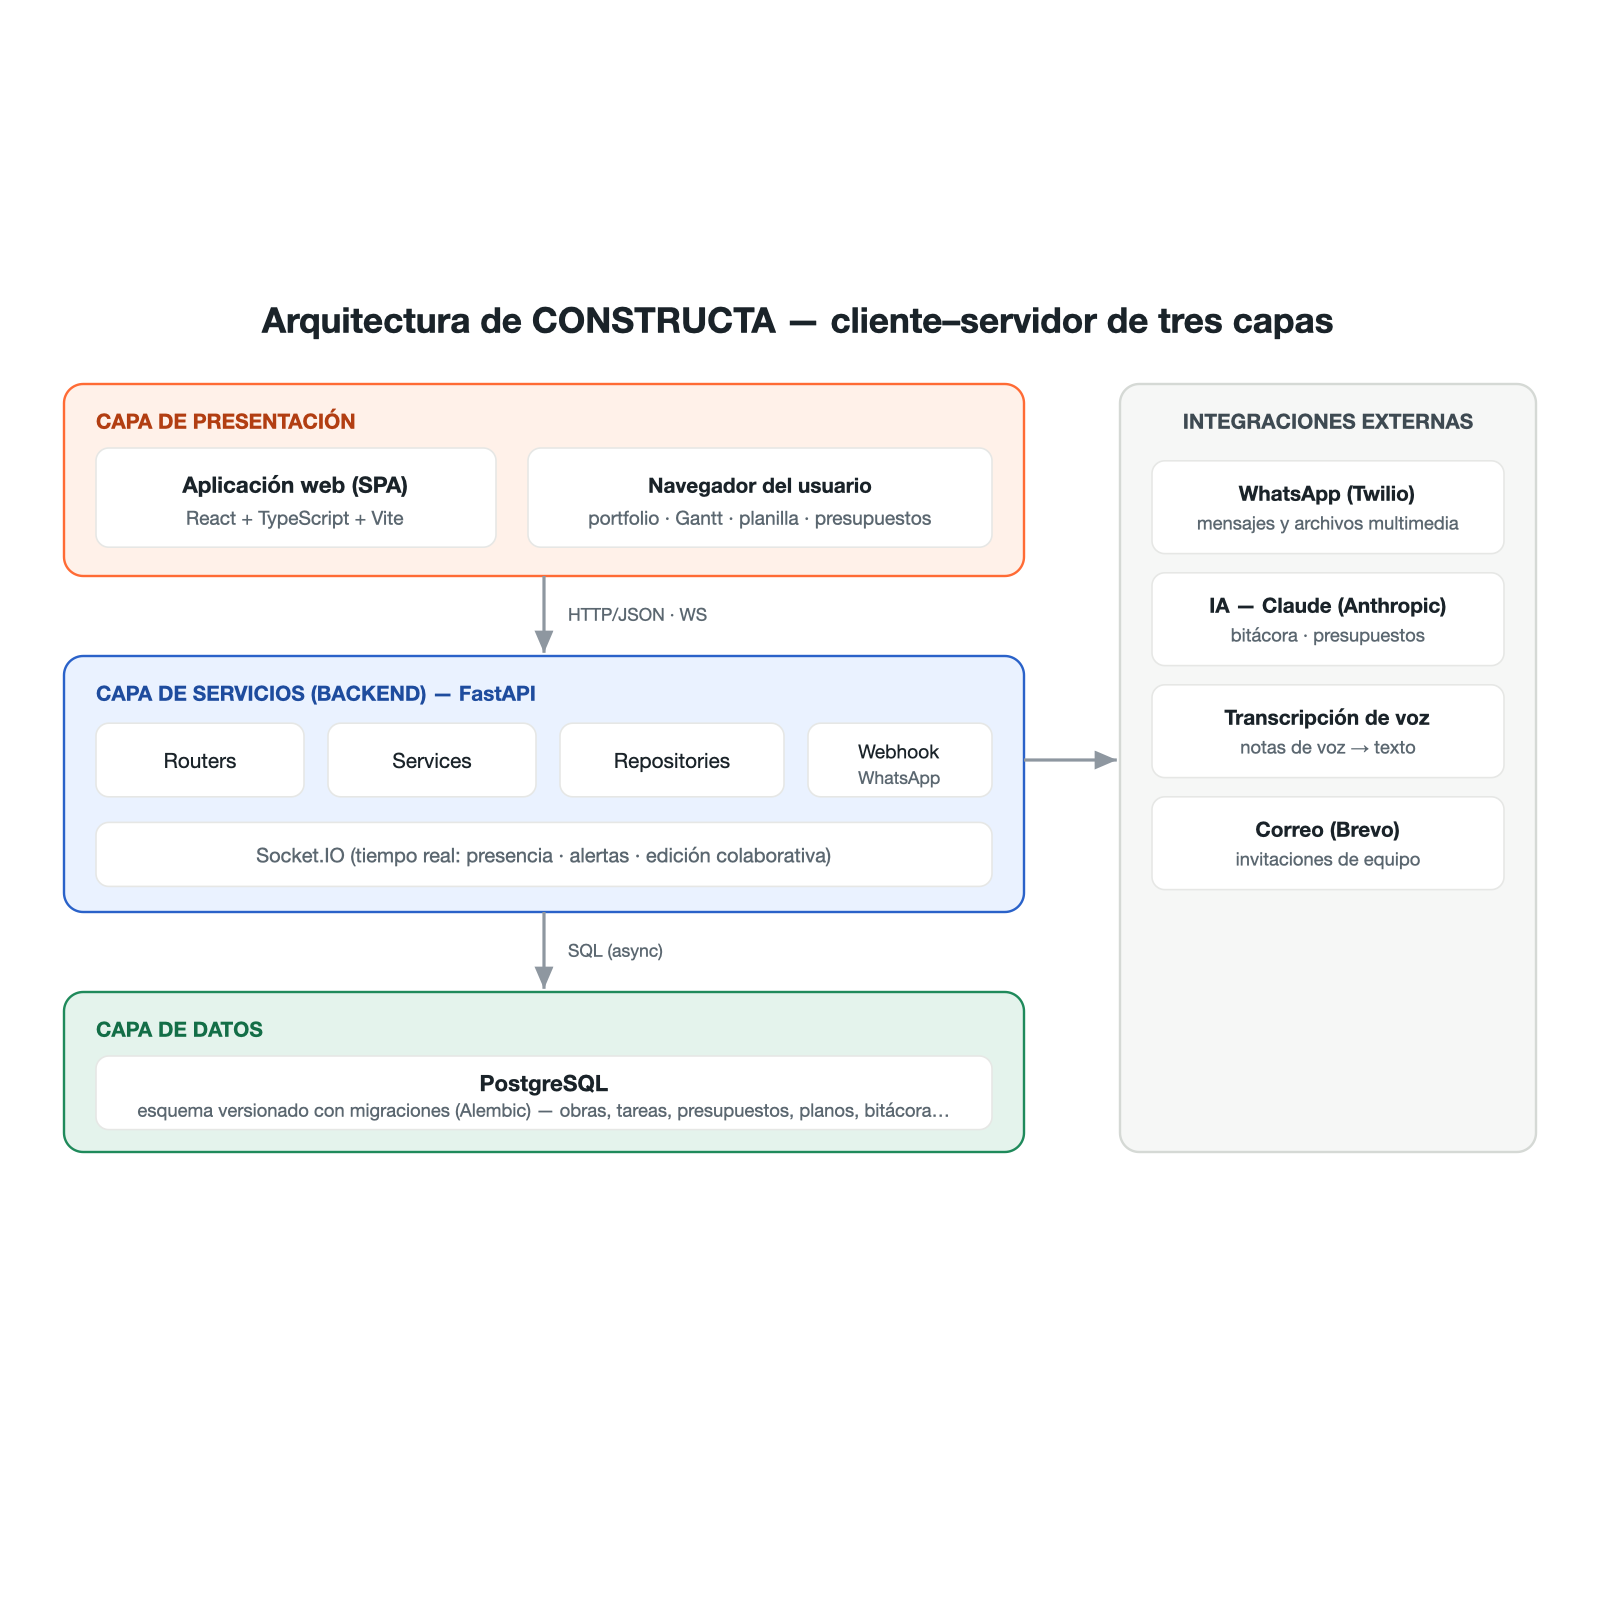 Arquitectura de CONSTRUCTA — cliente–servidor de tres capas
CAPA DE PRESENTACIÓN
Aplicación web (SPA)
React + TypeScript + Vite
Navegador del usuario
portfolio · Gantt · planilla · presupuestos
HTTP/JSON · WS
CAPA DE SERVICIOS (BACKEND) — FastAPI
Routers
Services
Repositories
Webhook
WhatsApp
Socket.IO (tiempo real: presencia · alertas · edición colaborativa)
SQL (async)
CAPA DE DATOS
PostgreSQL
esquema versionado con migraciones (Alembic) — obras, tareas, presupuestos, planos, bitácora…
INTEGRACIONES EXTERNAS
WhatsApp (Twilio)
mensajes y archivos multimedia
IA — Claude (Anthropic)
bitácora · presupuestos
Transcripción de voz
notas de voz → texto
Correo (Brevo)
invitaciones de equipo